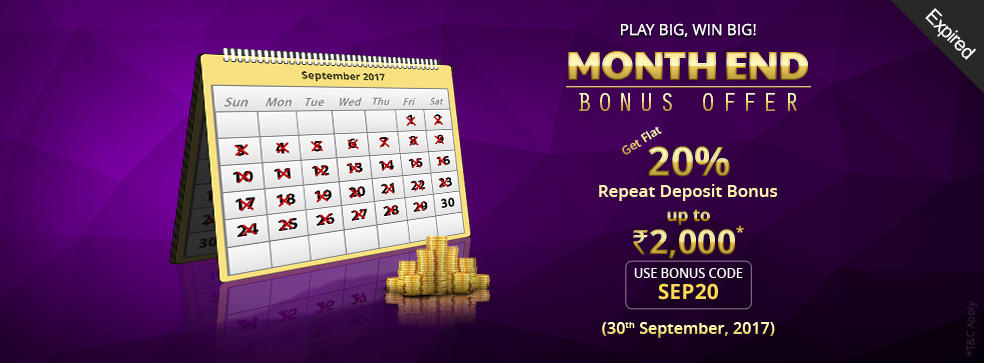 PLAY BIG, WIN BIG!
MONTH END
BONUS OFFER
Get Flat
20%
Repeat Deposit Bonus
up to
₹2,000*
USE BONUS CODE
SEP20
(30th September, 2017)
Expired
*T&C Apply
September 2017
Sun Mon Tue Wed Thu Fri Sat
1 2
3 4 5 6 7 8 9
10 11 12 13 14 15 16
17 18 19 20 21 22 23
24 25 26 27 28 29 30
30